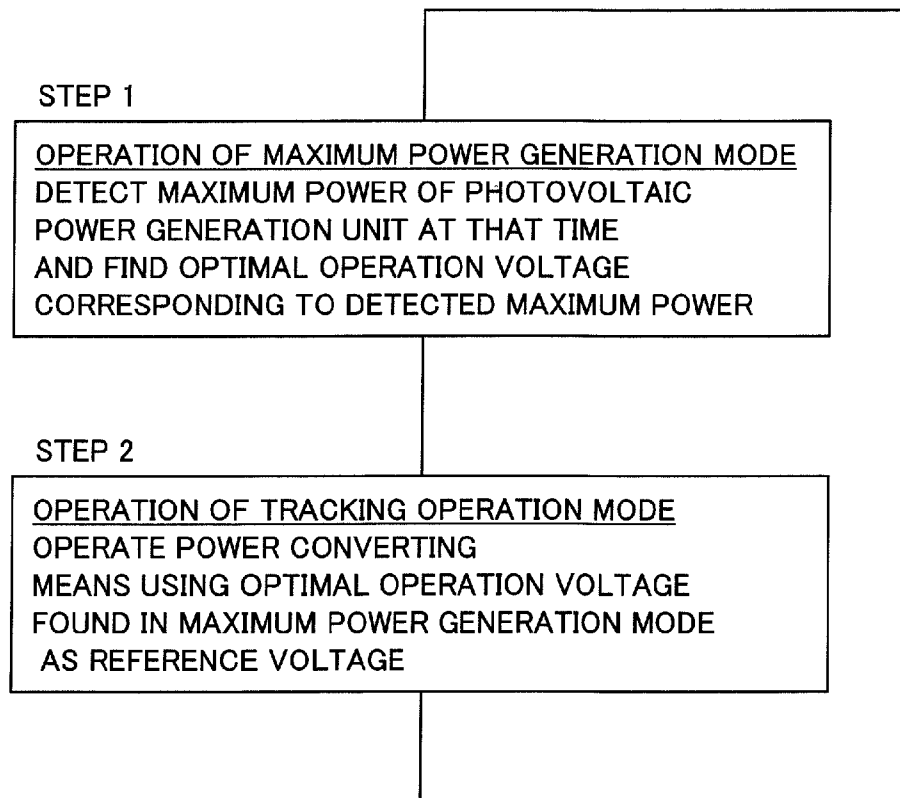 STEP 1
OPERATION OF MAXIMUM POWER GENERATION MODE
DETECT MAXIMUM POWER OF PHOTOVOLTAIC
POWER GENERATION UNIT AT THAT TIME
AND FIND OPTIMAL OPERATION VOLTAGE
CORRESPONDING TO DETECTED MAXIMUM POWER
STEP 2
OPERATION OF TRACKING OPERATION MODE
OPERATE POWER CONVERTING
MEANS USING OPTIMAL OPERATION VOLTAGE
FOUND IN MAXIMUM POWER GENERATION MODE
AS REFERENCE VOLTAGE